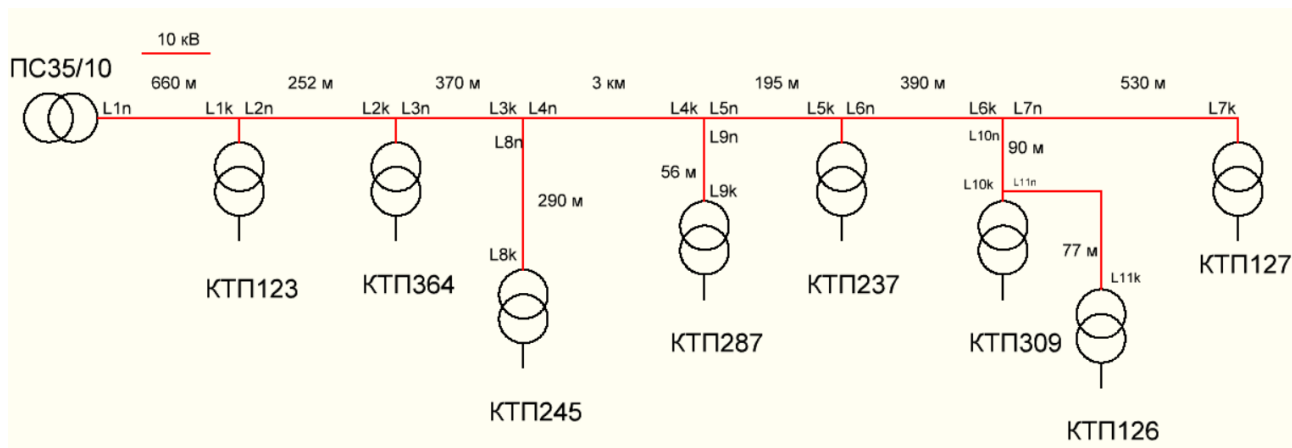 10 кВ
ПС35/10
660 м
252 м
370 м
3 км
195 м
390 м
530 м
L1n
L1k
L2n
L2k
L3n
L3k
L4n
L4k
L5n
L5k
L6n
L6k
L7n
L7k
L8n
L9n
L10n
90 м
56 м
L9k
L10k
L11n
290 м
L8k
77 м
L11k
КТП123
КТП364
КТП237
КТП127
КТП287
КТП309
КТП245
КТП126